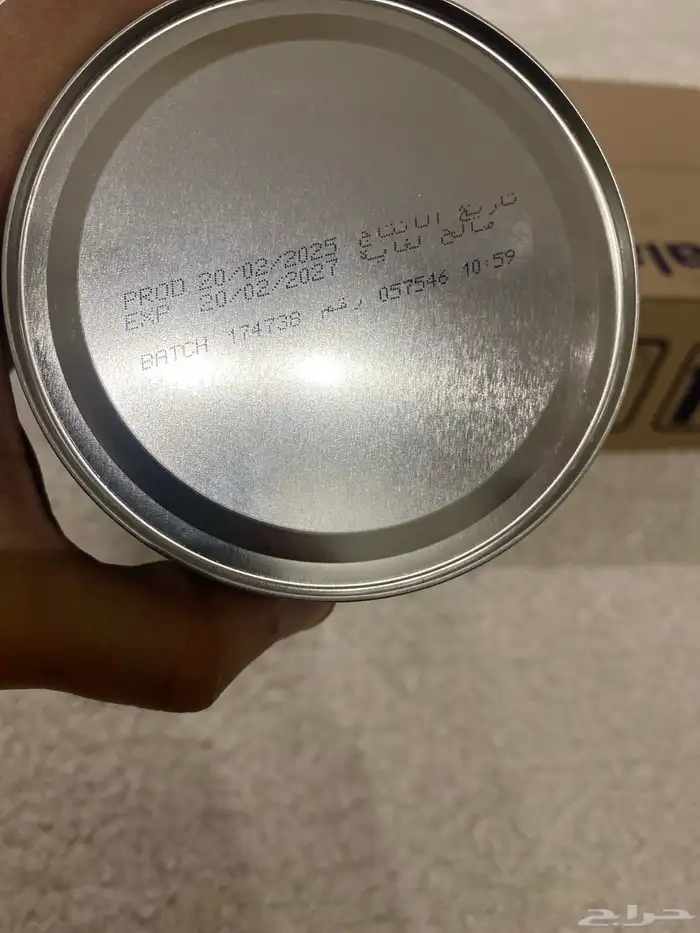 PROD 20/02/2025 تاريخ الانتاج
EXP 20/02/2027 صالح لغاية
BATCH 174738 رقم 057546 10:59
حراج